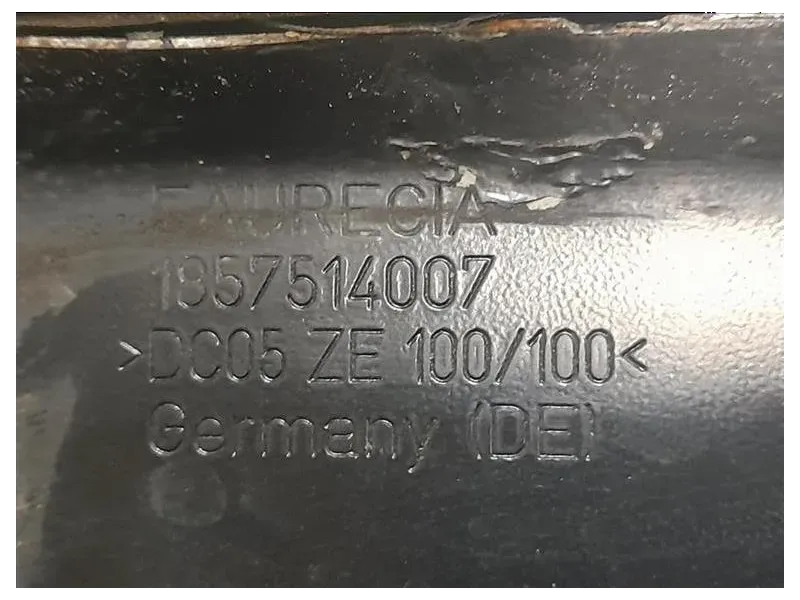 FAURECIA
1857514007
>DC05 ZE 100/100<
Germany (DE)